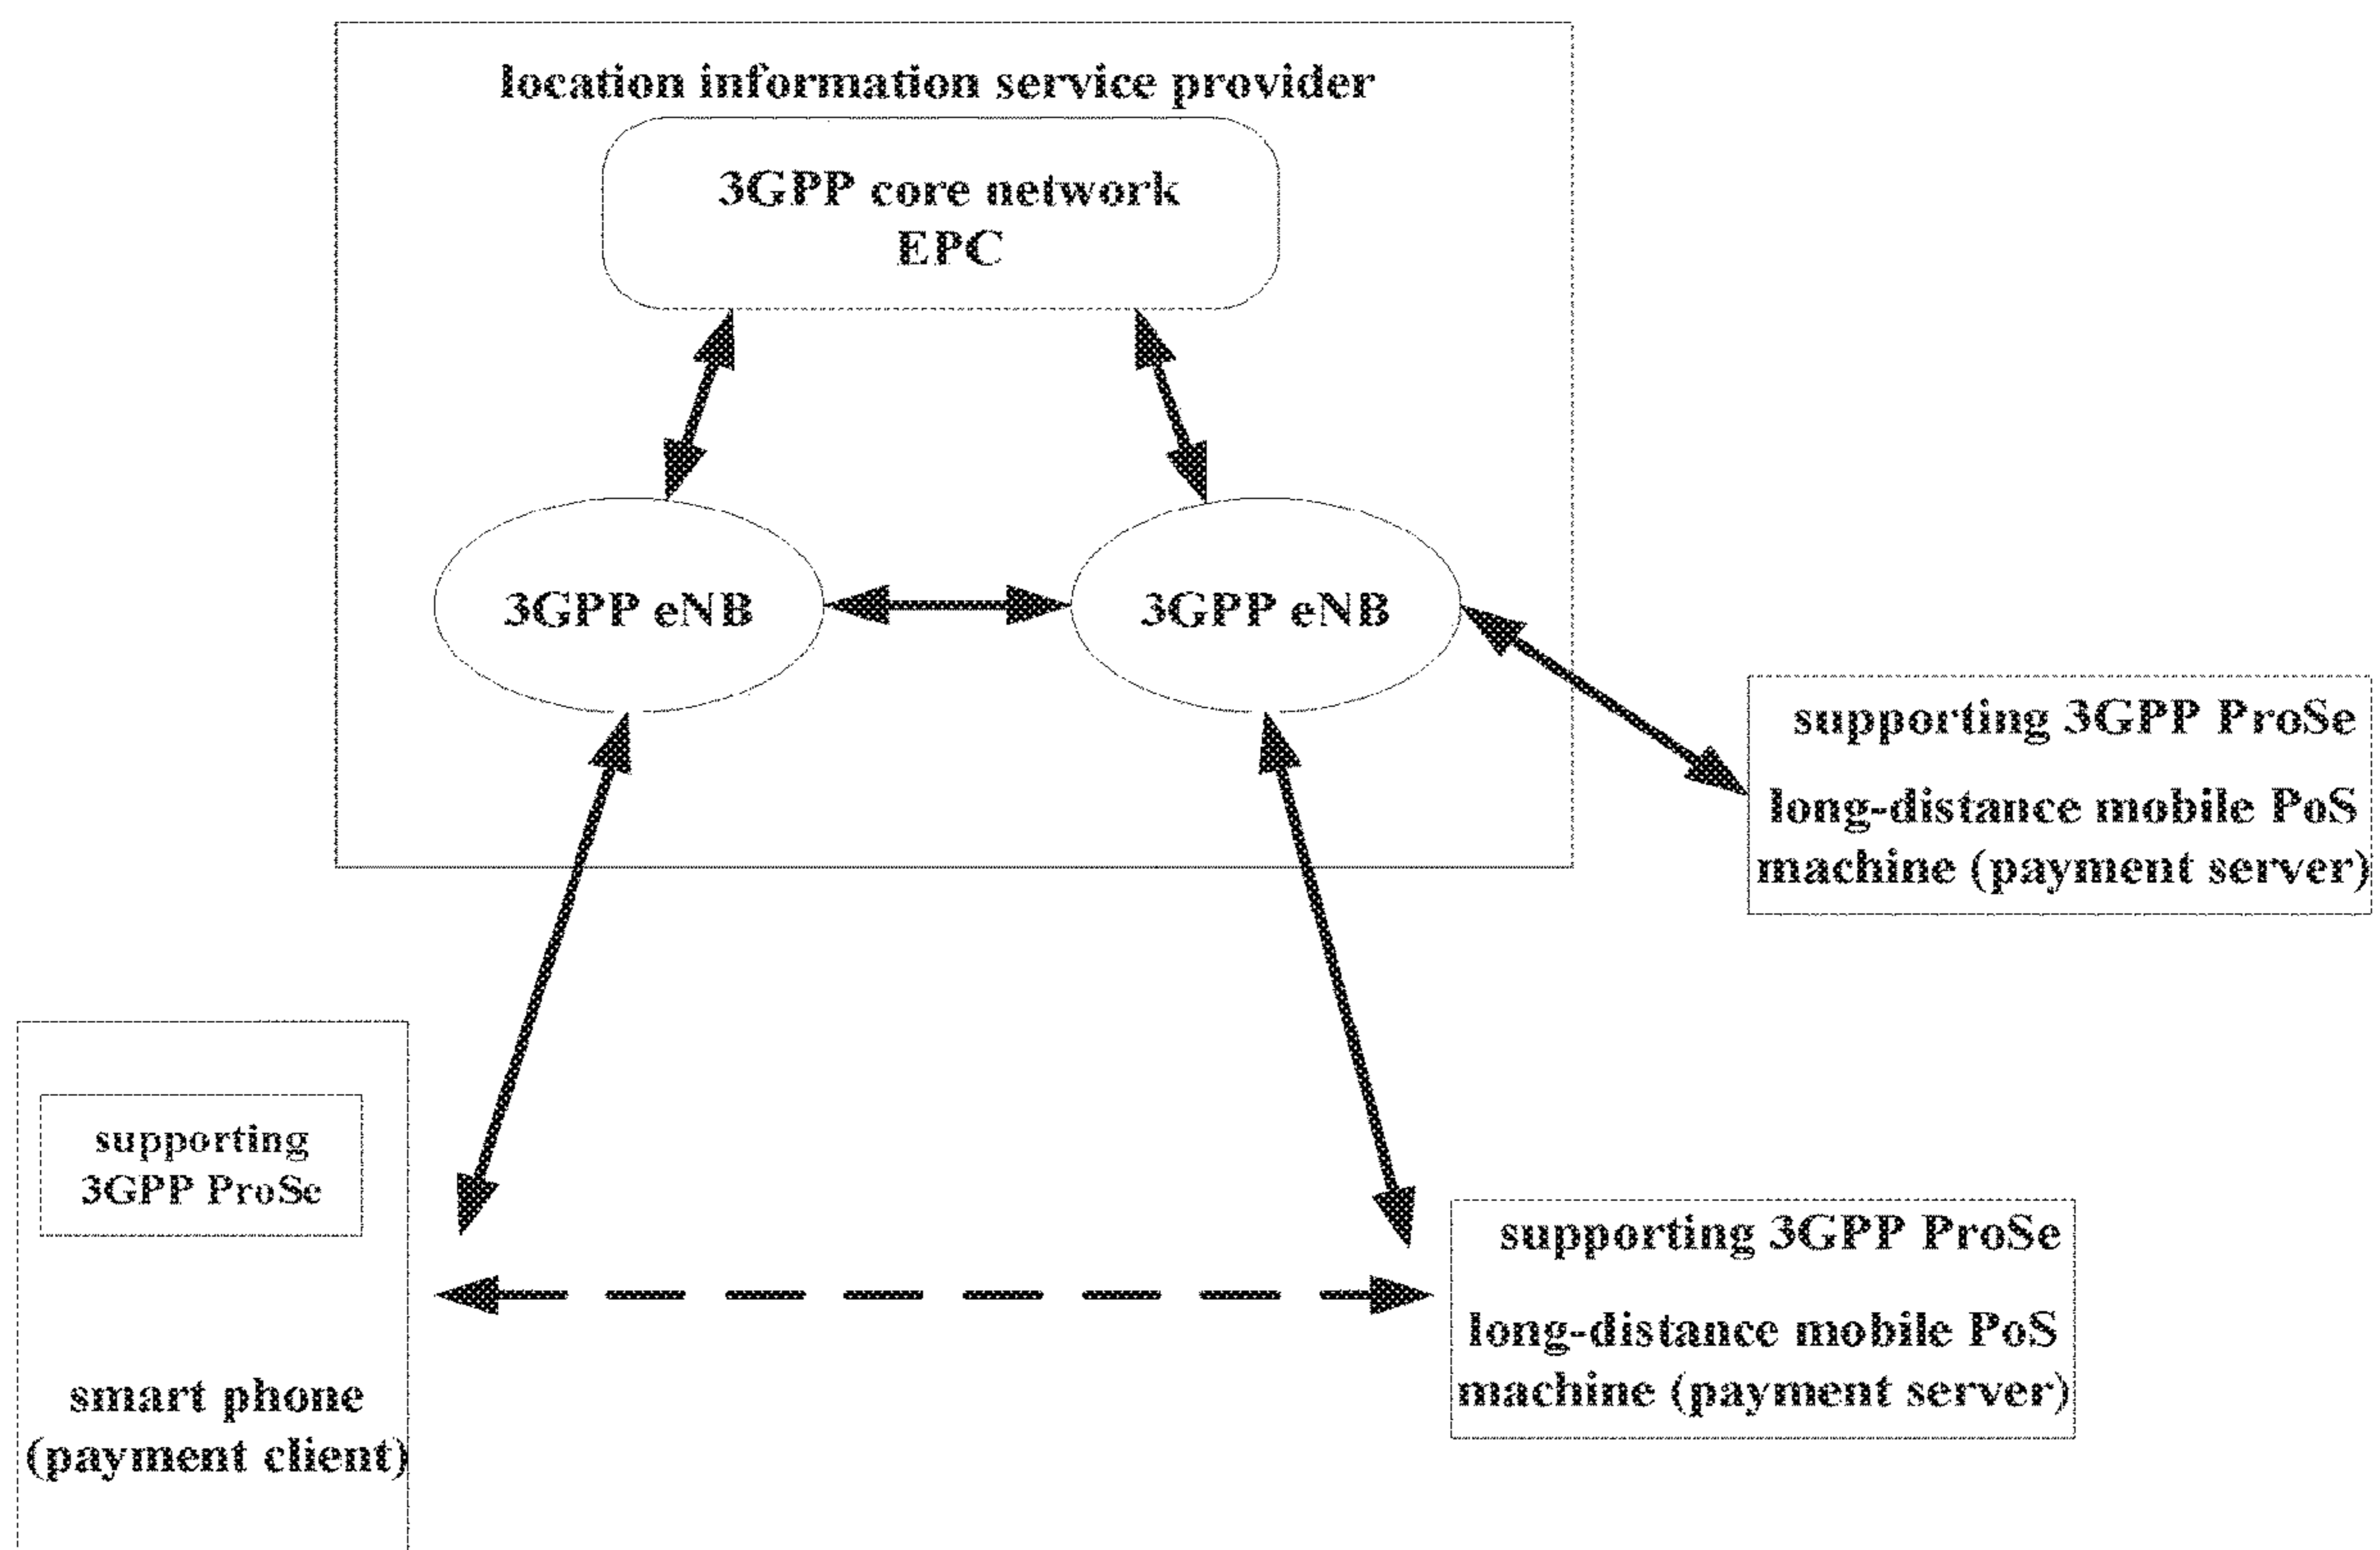 location information service provider
3GPP core network
EPC
3GPP eNB
3GPP eNB
supporting 3GPP ProSe
long-distance mobile PoS
machine (payment server)
supporting
3GPP ProSe
smart phone
(payment client)
supporting 3GPP ProSe
long-distance mobile PoS
machine (payment server)